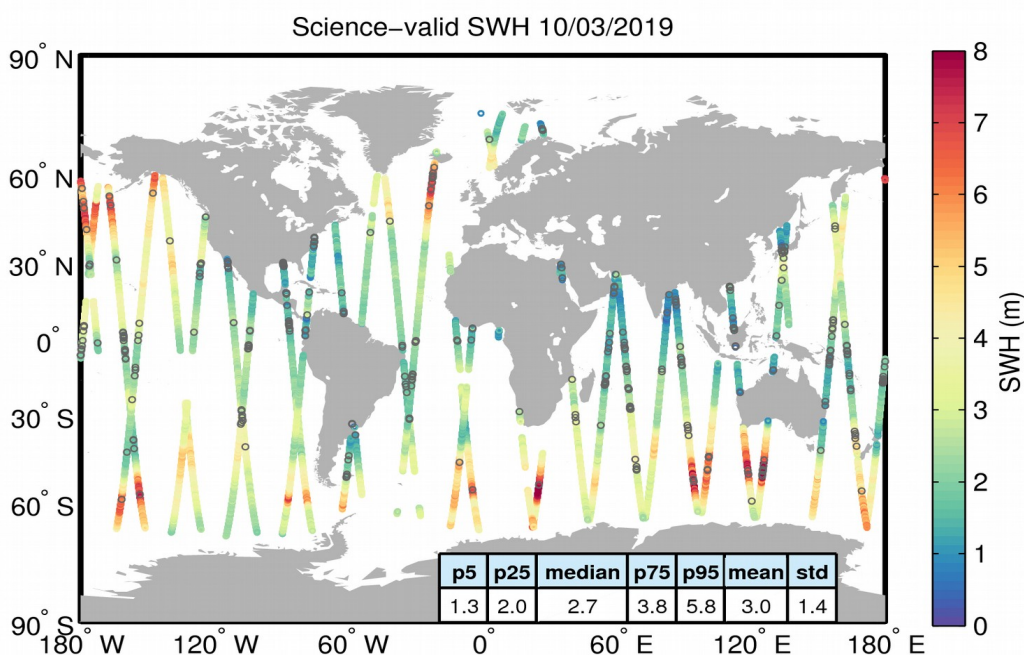 Science-valid SWH 10/03/2019
90° N
60° N
30° N
0°
30° S
60° S
90° S
180° W
120° W
60° W
0°
60° E
120° E
180° E
p5 p25 median p75 p95 mean std
1.3 2.0 2.7 3.8 5.8 3.0 1.4
8
7
6
5
4
3
2
1
0
SWH (m)